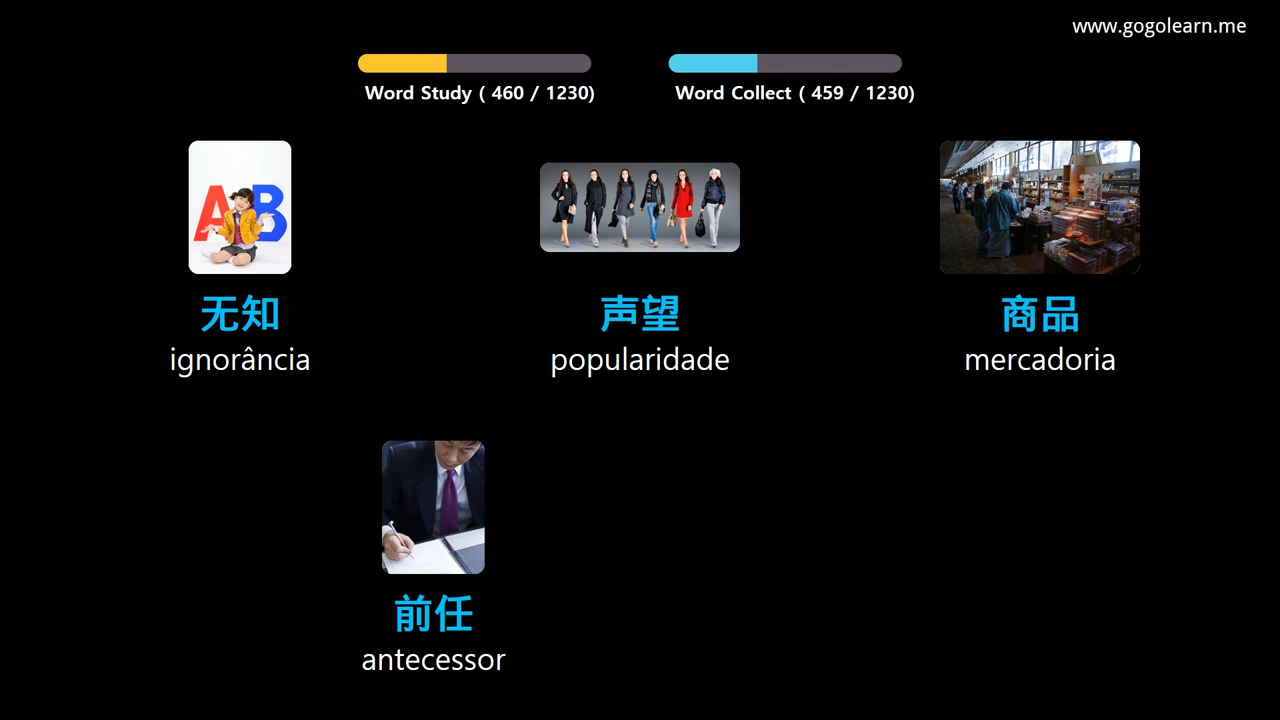 www.gogolearn.me
Word Study ( 460 / 1230)
Word Collect ( 459 / 1230)
AB
无知
ignorância
声望
popularidade
商品
mercadoria
前任
antecessor